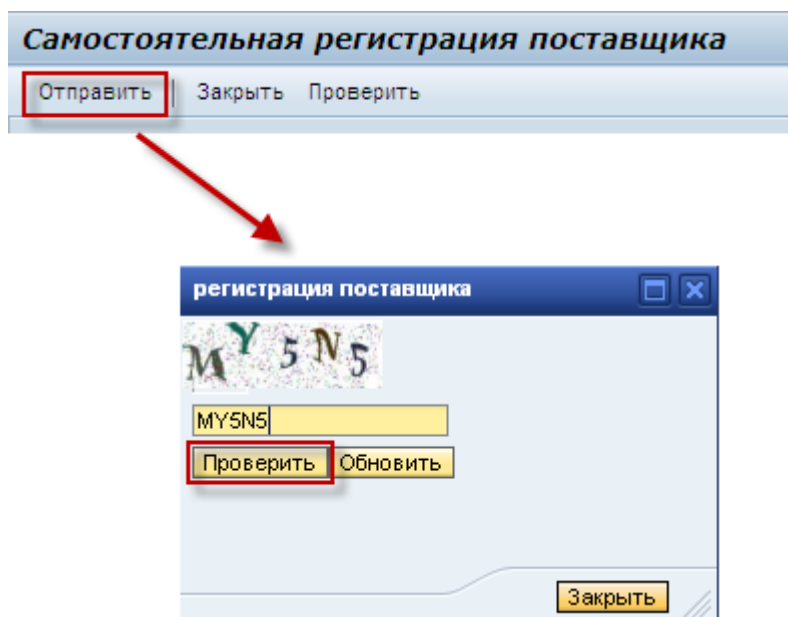 Самостоятельная регистрация поставщика
Отправить | Закрыть Проверить
регистрация поставщика
MY5N5
MY5N5
Проверить Обновить
Закрыть